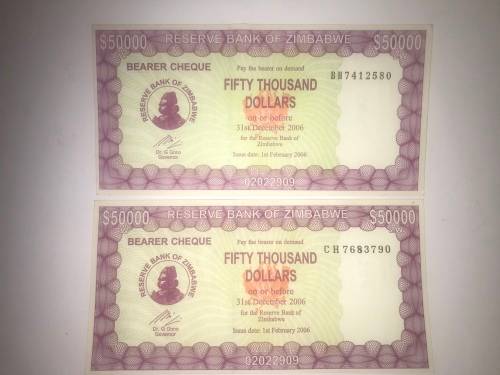 $50000 RESERVE BANK OF ZIMBABWE $50000
BEARER CHEQUE
Pay the bearer on demand
BH7412580
RESERVE BANK OF ZIMBABWE
FIFTY THOUSAND
DOLLARS
on or before
31st December 2006
for the Reserve Bank of
Zimbabwe
Dr. G Gono
Governor
Issue date: 1st February 2006
02022909
$50000 RESERVE BANK OF ZIMBABWE $50000
BEARER CHEQUE
Pay the bearer on demand
CH7683790
RESERVE BANK OF ZIMBABWE
FIFTY THOUSAND
DOLLARS
on or before
31st December 2006
for the Reserve Bank of
Zimbabwe
Dr. G Gono
Governor
Issue date: 1st February 2006
02022909